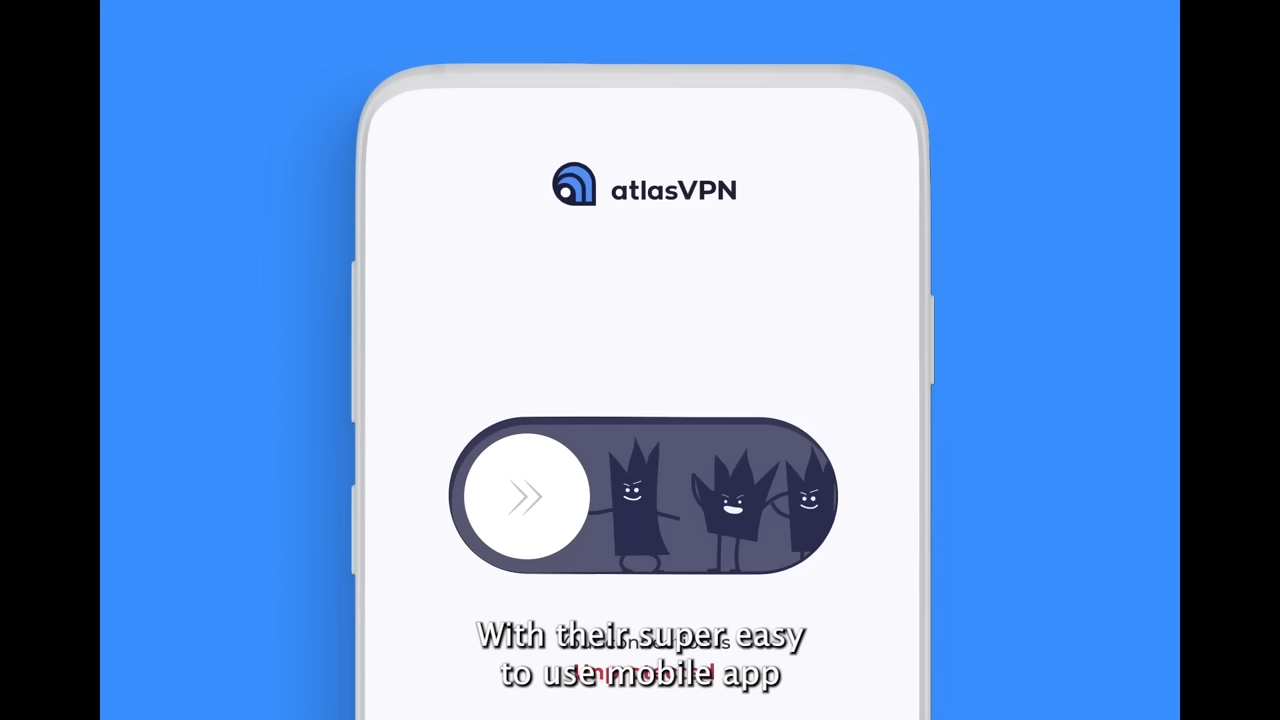 atlasVPN
With their super easy
to use mobile app